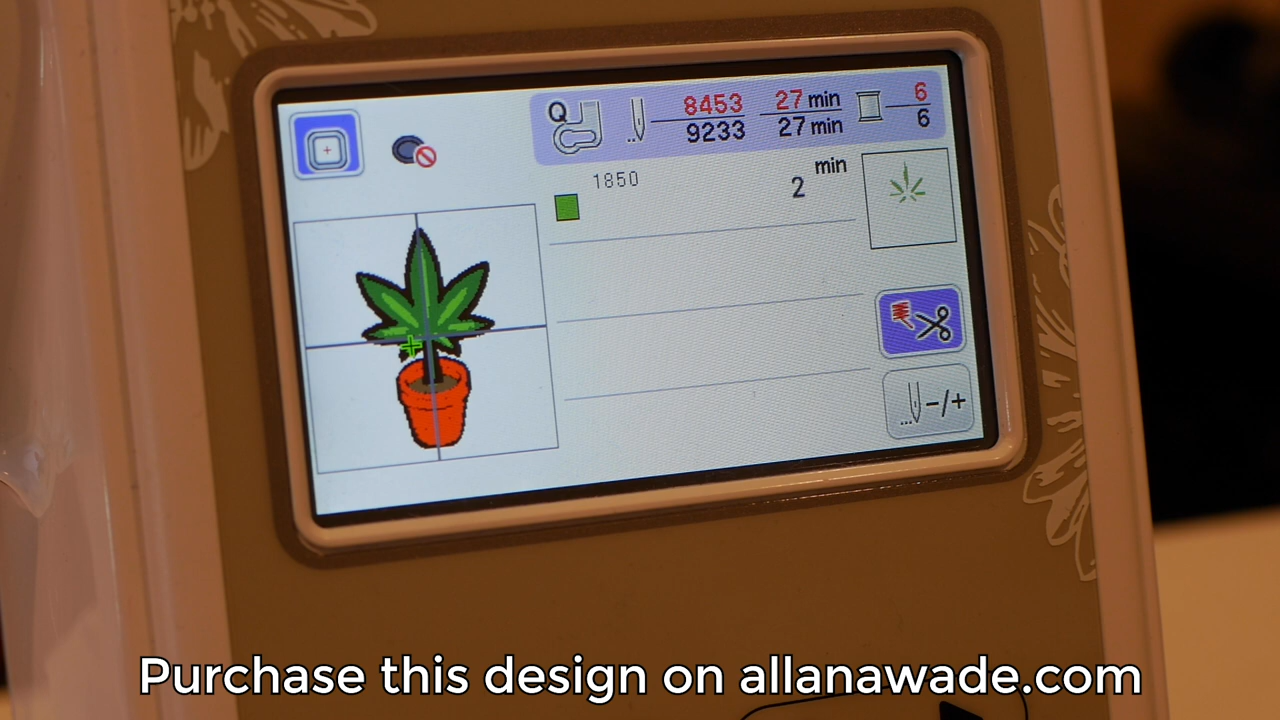 Q
8453
9233
27 min
27 min
6
6
1850
2 min
-/+
Purchase this design on allanawade.com